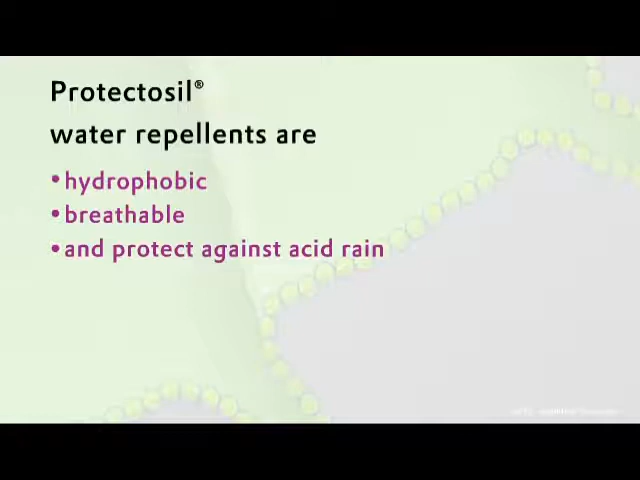 Protectosil®
water repellents are
•hydrophobic
•breathable
•and protect against acid rain